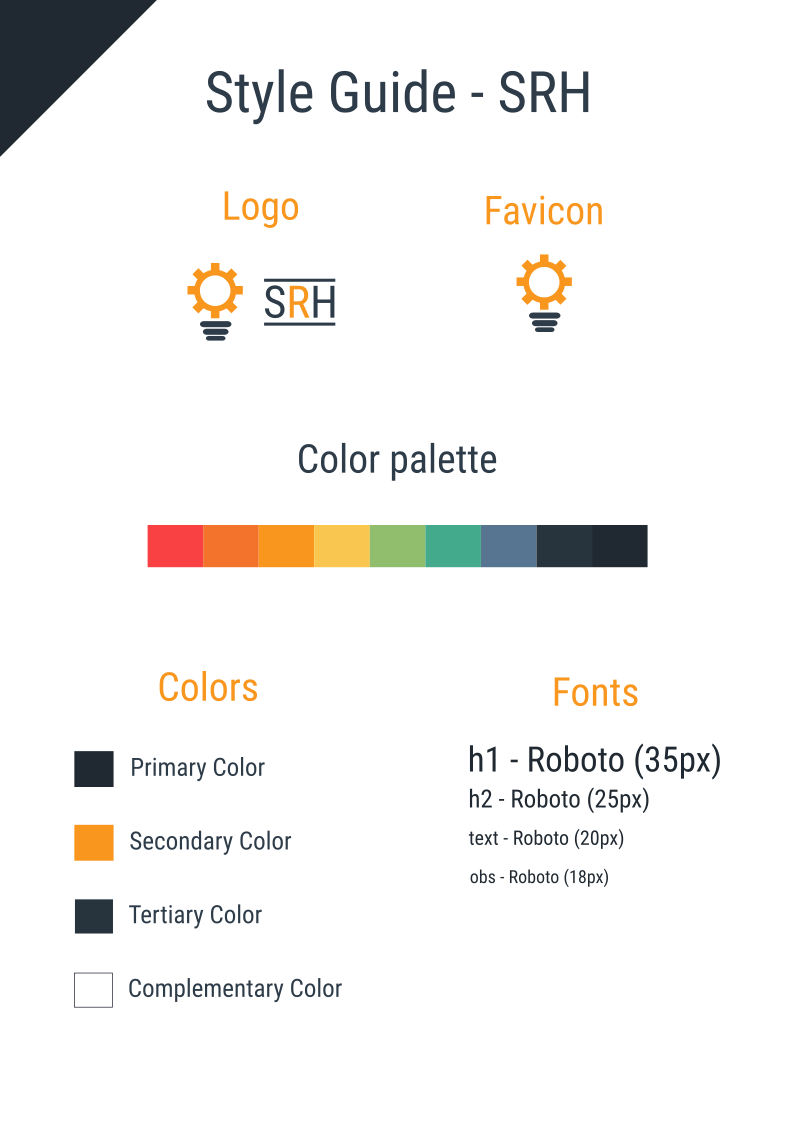 Style Guide - SRH
Logo
Favicon
SRH
Color palette
Colors
Fonts
Primary Color
Secondary Color
Tertiary Color
Complementary Color
h1 - Roboto (35px)
h2 - Roboto (25px)
text - Roboto (20px)
obs - Roboto (18px)